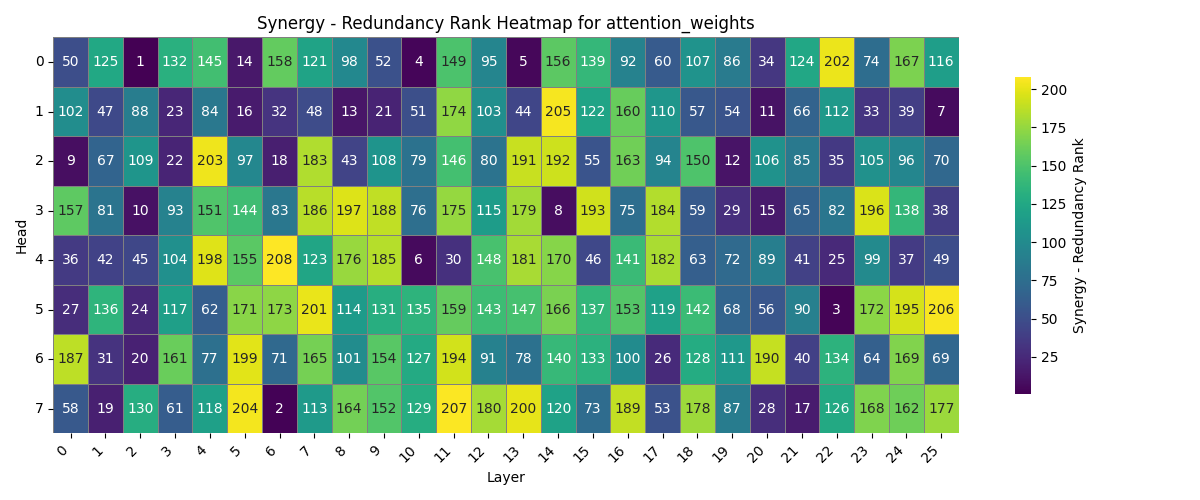 Synergy - Redundancy Rank Heatmap for attention_weights
0 50 125 1 132 145 14 158 121 98 52 4 149 95 5 156 139 92 60 107 86 34 124 202 74 167 116
1 102 47 88 23 84 16 32 48 13 21 51 174 103 44 205 122 160 110 57 54 11 66 112 33 39 7
2 9 67 109 22 203 97 18 183 43 108 79 146 80 191 192 55 163 94 150 12 106 85 35 105 96 70
3 157 81 10 93 151 144 83 186 197 188 76 175 115 179 8 193 75 184 59 29 15 65 82 196 138 38
4 36 42 45 104 198 155 208 123 176 185 6 30 148 181 170 46 141 182 63 72 89 41 25 99 37 49
5 27 136 24 117 62 171 173 201 114 131 135 159 143 147 166 137 153 119 142 68 56 90 3 172 195 206
6 187 31 20 161 77 199 71 165 101 154 127 194 91 78 140 133 100 26 128 111 190 40 134 64 169 69
7 58 19 130 61 118 204 2 113 164 152 129 207 180 200 120 73 189 53 178 87 28 17 126 168 162 177
0 1 2 3 4 5 6 7 8 9 10 11 12 13 14 15 16 17 18 19 20 21 22 23 24 25
Layer
Head
200
175
150
125
100
75
50
25
Synergy - Redundancy Rank